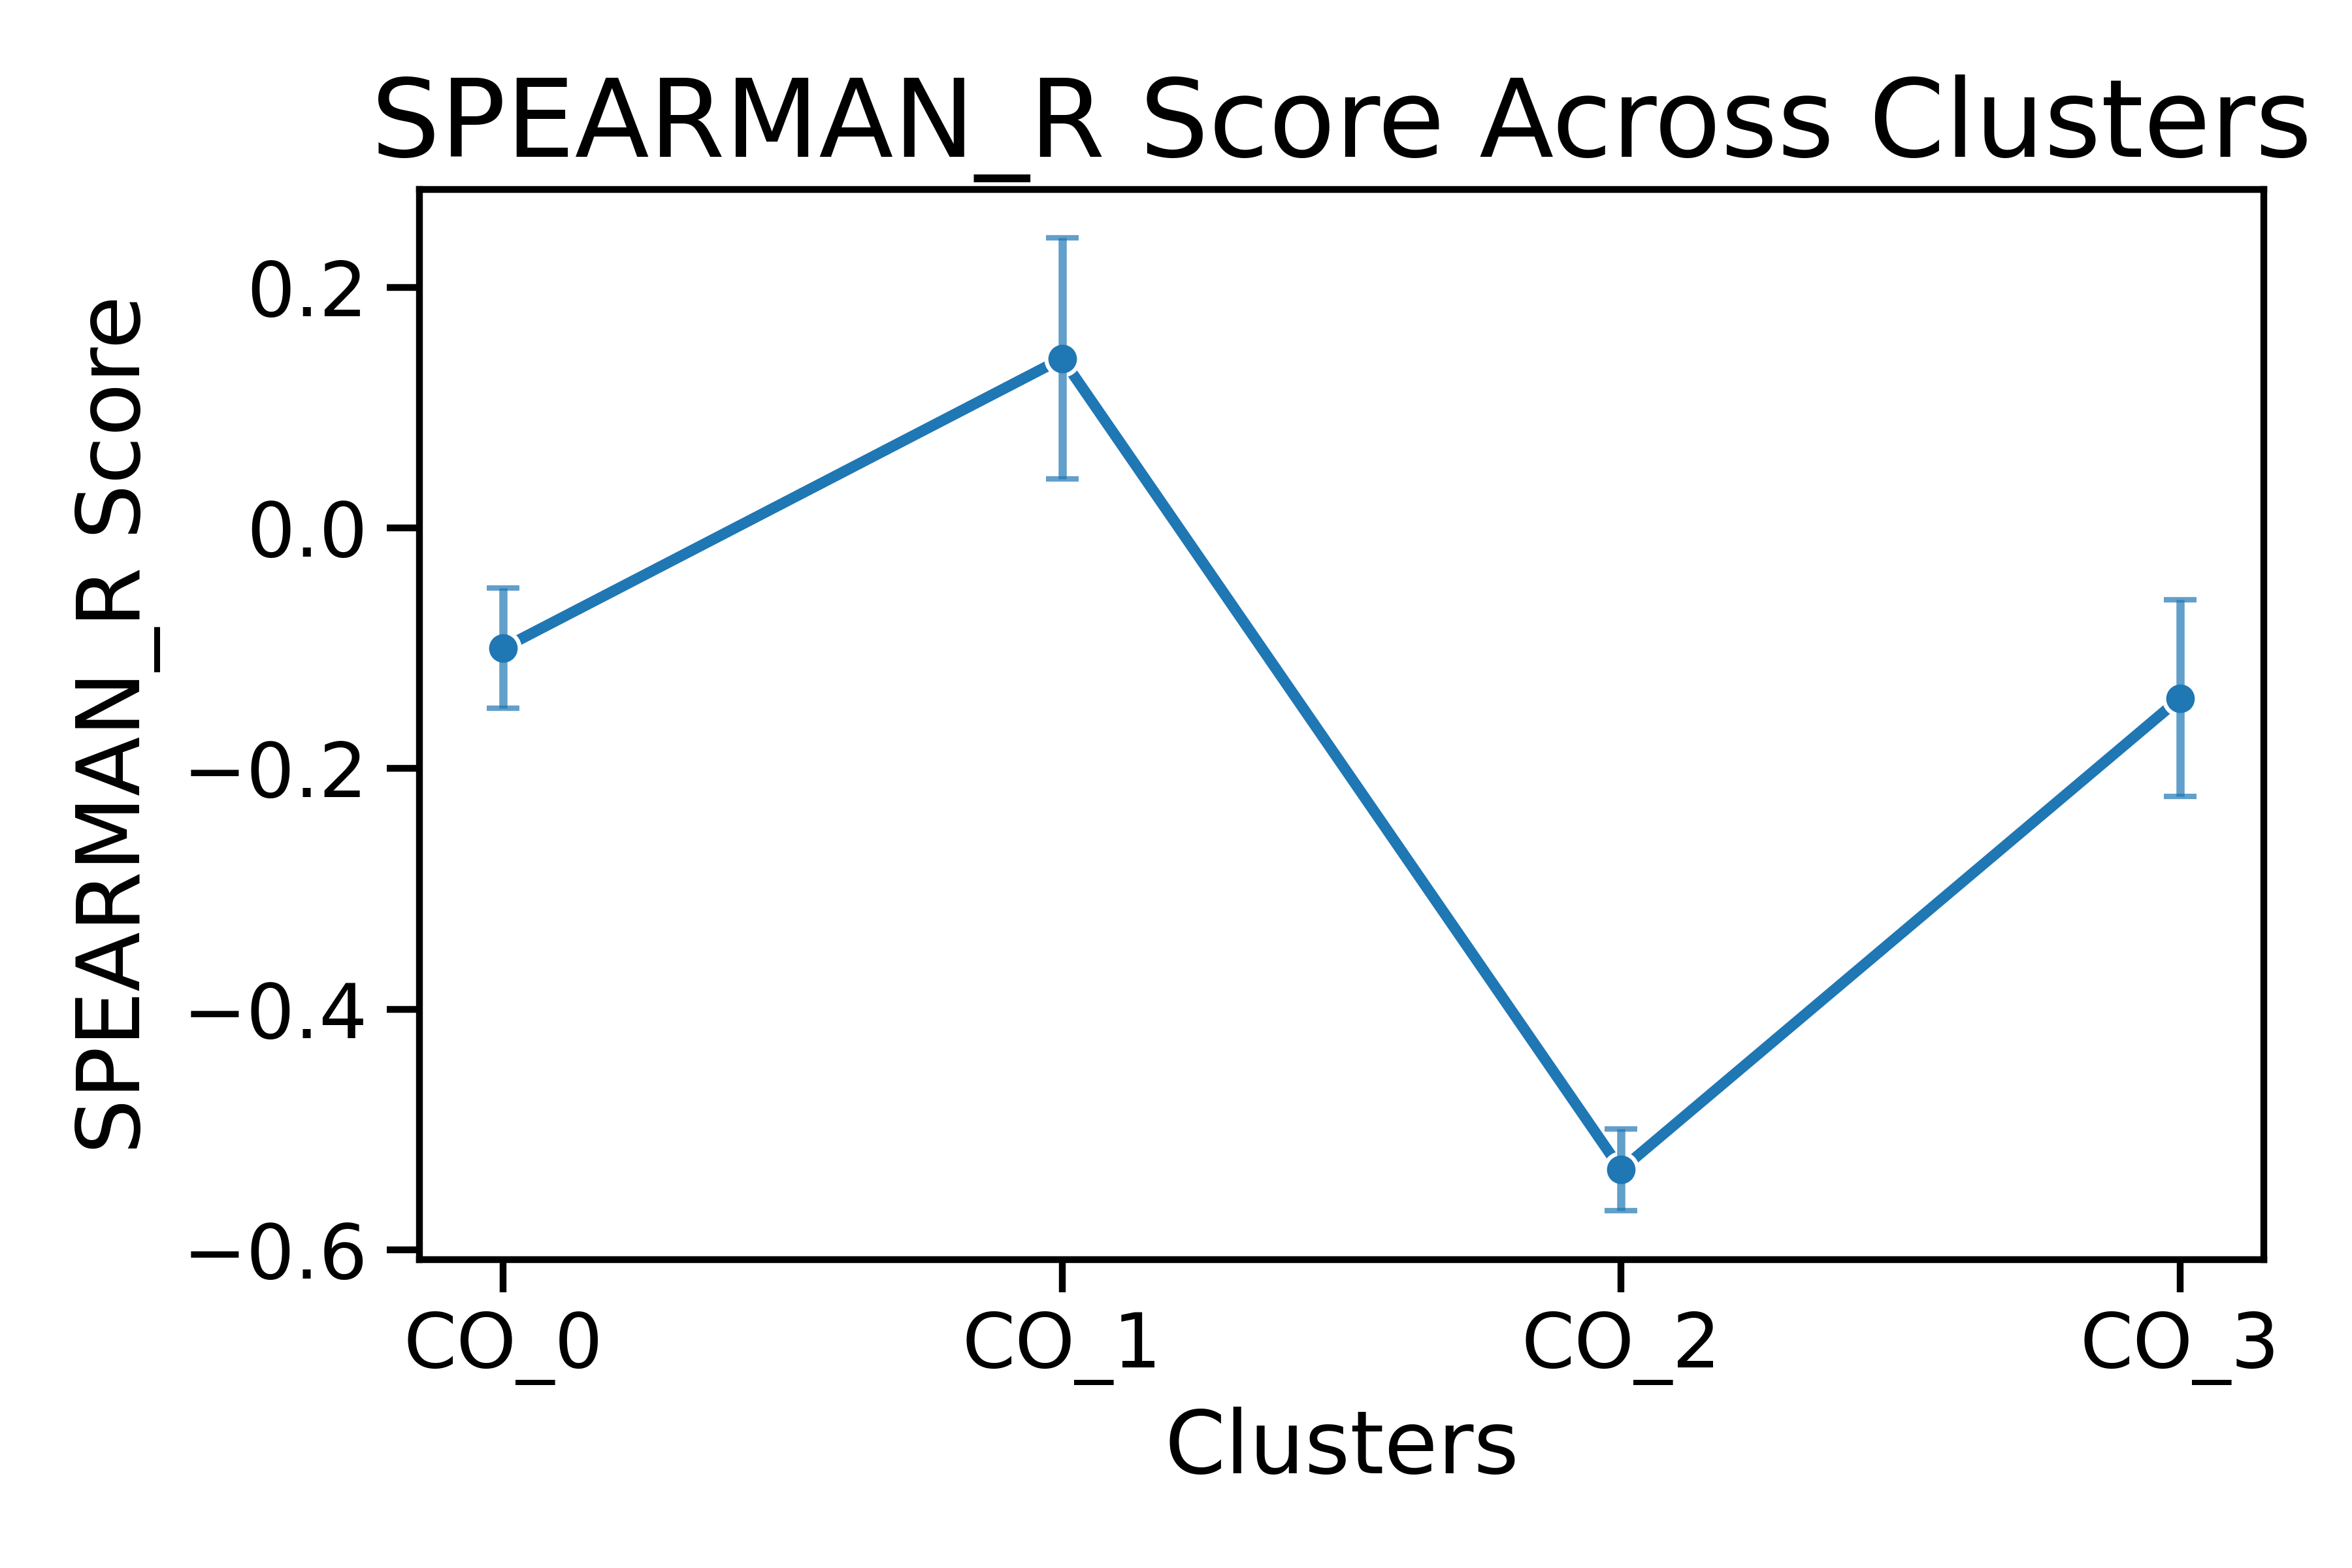 SPEARMAN_R Score Across Clusters
SPEARMAN_R Score
0.2
0.0
−0.2
−0.4
−0.6
CO_0 CO_1 CO_2 CO_3
Clusters